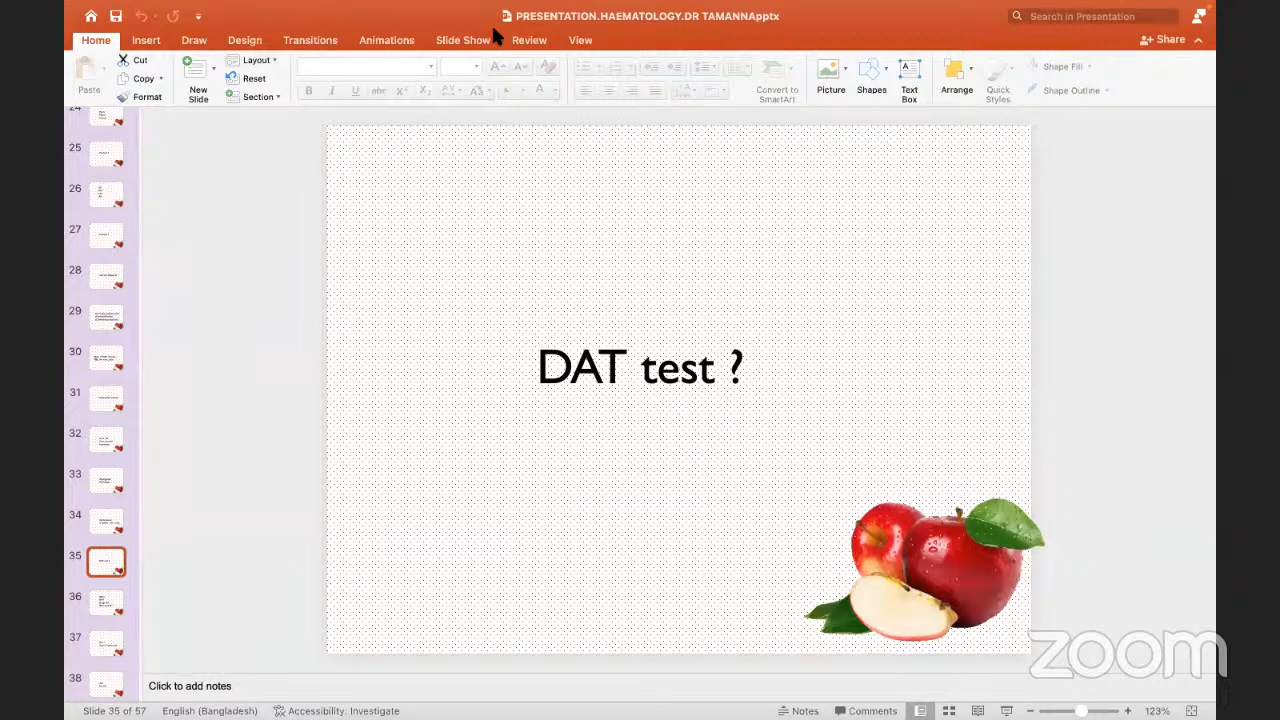 PRESENTATION.HAEMATOLOGY.DR TAMANNApptx
Search in Presentation
Home Insert Draw Design Transitions Animations Slide Show Review View
Share
Paste
Cut
Copy
Format
New
Slide
Layout
Reset
Section
Convert to
SmartArt
Picture
Shapes
Text
Box
Arrange
Quick
Styles
Shape Fill
Shape Outline
24
25
26
27
28
29
30
31
32
33
34
35
36
37
38
DAT test ?
zoom
Click to add notes
Slide 35 of 57 English (Bangladesh) Accessibility: Investigate
Notes Comments 123%